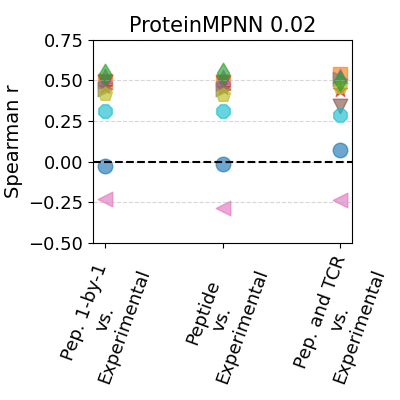 ProteinMPNN 0.02
Spearman r
0.75
0.50
0.25
0.00
−0.25
−0.50
Pep. 1-by-1
vs.
Experimental
Peptide
vs.
Experimental
Pep. and TCR
vs.
Experimental